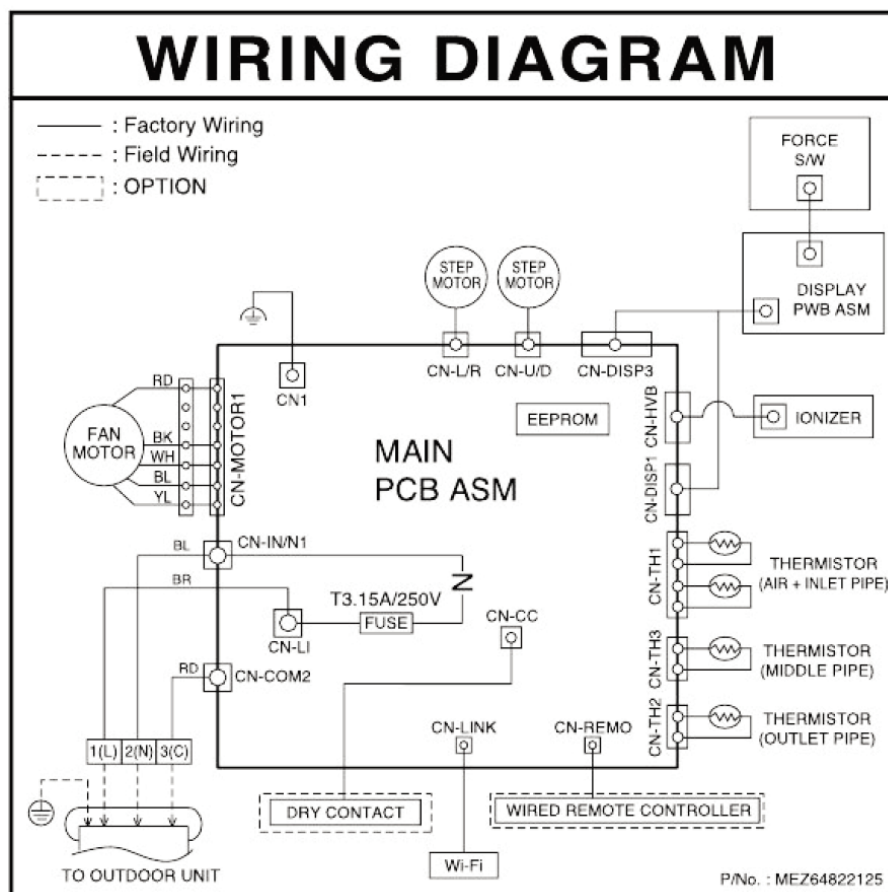 WIRING DIAGRAM
: Factory Wiring
: Field Wiring
: OPTION
FORCE
S/W
DISPLAY
PWB ASM
STEP
MOTOR
STEP
MOTOR
CN-L/R
CN-U/D
CN-DISP3
CN1
RD
BK
WH
BL
YL
FAN
MOTOR
CN-MOTOR1
EEPROM
CN-HVB
IONIZER
MAIN
PCB ASM
CN-DISP1
BL
CN-IN/N1
BR
T3.15A/250V
FUSE
N
CN-LI
CN-CC
CN-TH1
THERMISTOR
(AIR + INLET PIPE)
RD
CN-COM2
CN-TH3
THERMISTOR
(MIDDLE PIPE)
CN-LINK
CN-REMO
CN-TH2
THERMISTOR
(OUTLET PIPE)
1(L)
2(N)
3(C)
DRY CONTACT
WIRED REMOTE CONTROLLER
Wi-Fi
TO OUTDOOR UNIT
P/No. : MEZ64822125